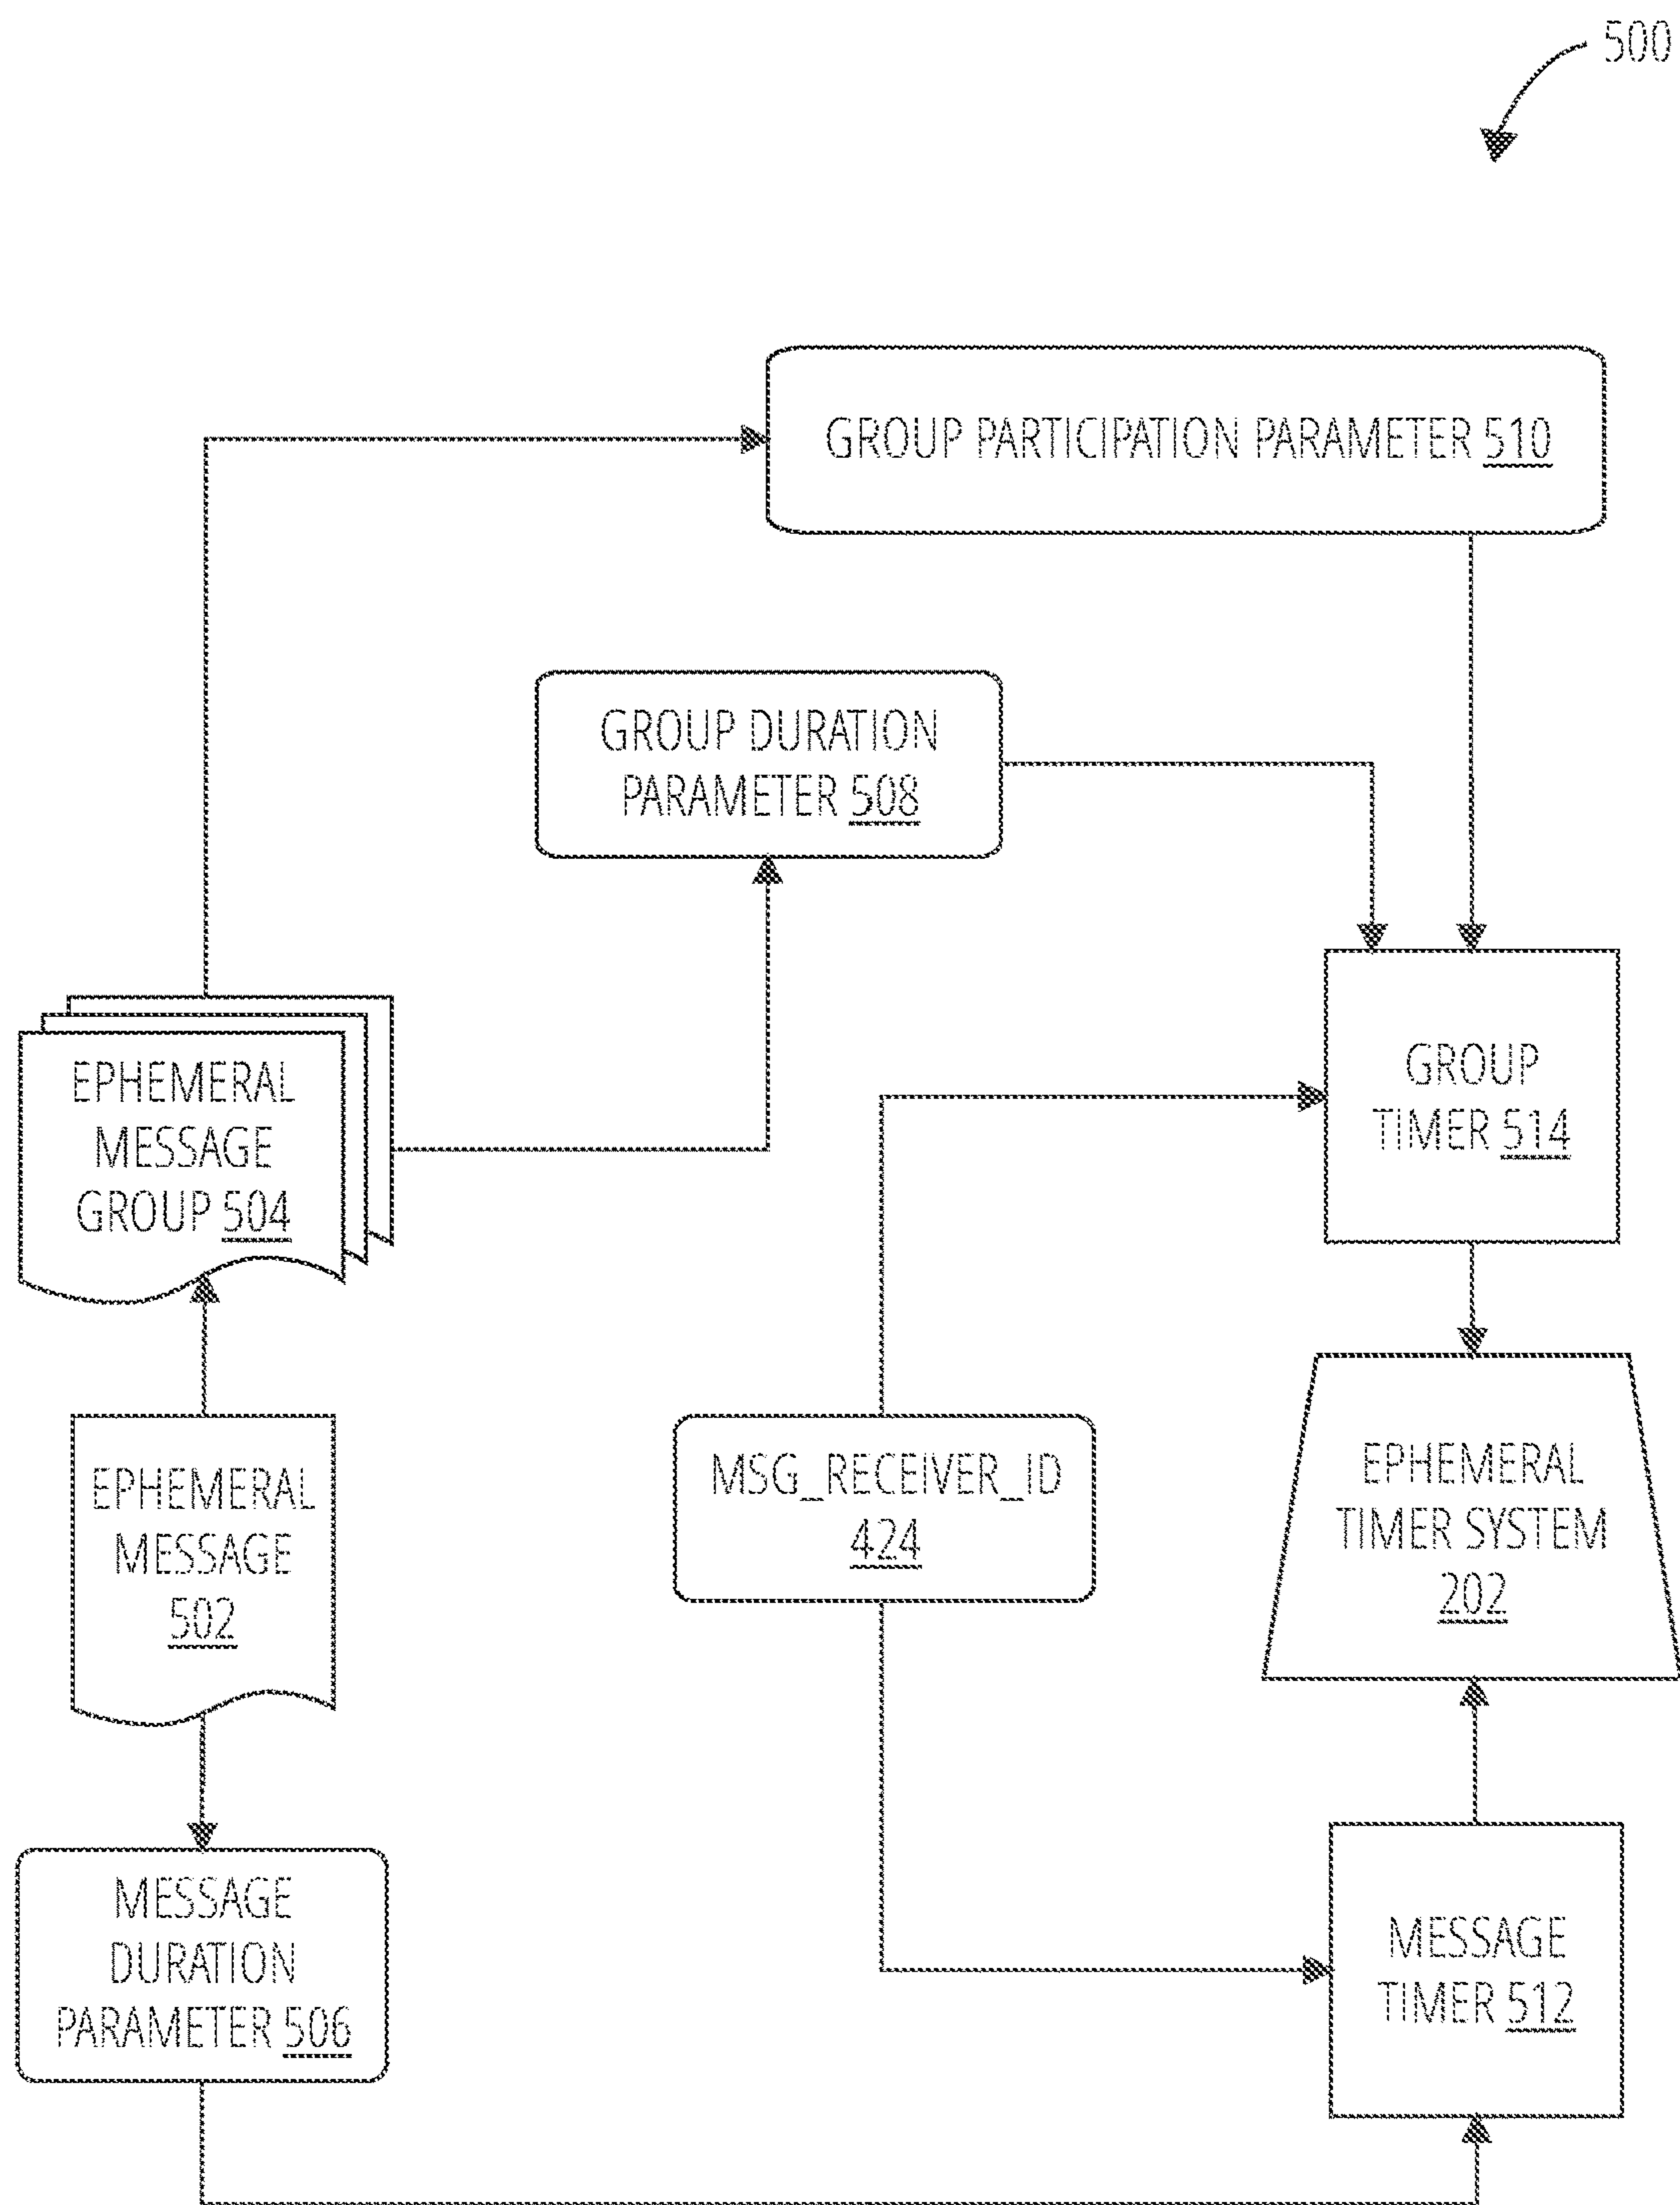 500
GROUP PARTICIPATION PARAMETER 510
GROUP DURATION
PARAMETER 508
EPHEMERAL
MESSAGE
GROUP 504
GROUP
TIMER 514
EPHEMERAL
MESSAGE
502
MSG_RECEIVER_ID
424
EPHEMERAL
TIMER SYSTEM
202
MESSAGE
DURATION
PARAMETER 506
MESSAGE
TIMER 512